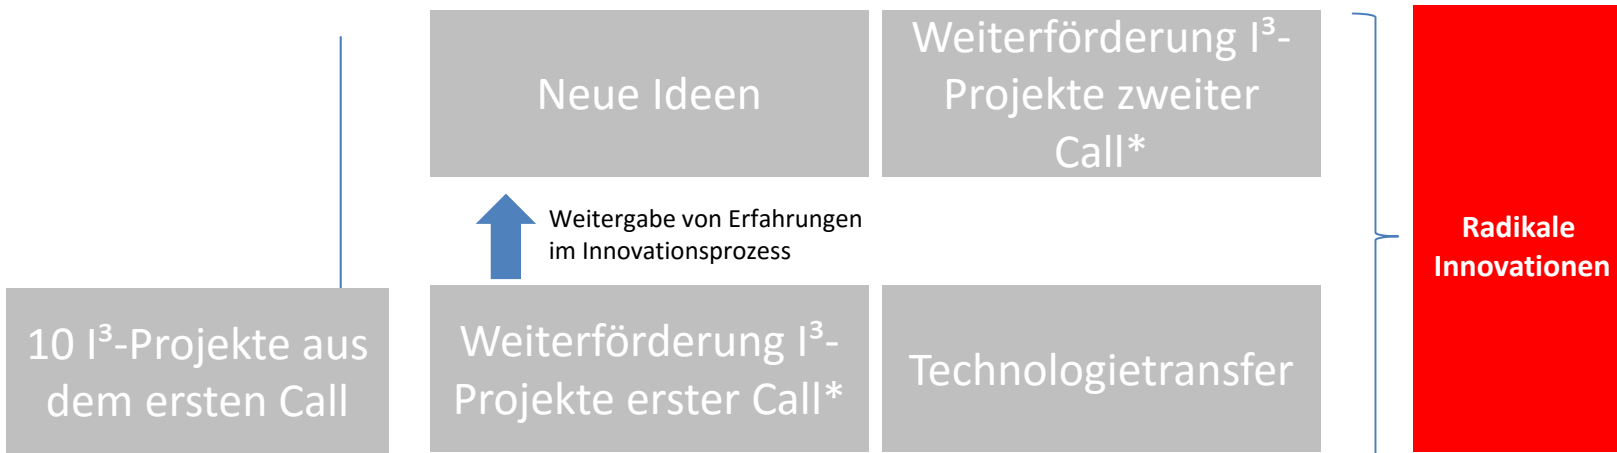 Neue Ideen
Weiterförderung I³-
Projekte zweiter
Call*
Weitergabe von Erfahrungen
im Innovationsprozess
10 I³-Projekte aus
dem ersten Call
Weiterförderung I³-
Projekte erster Call*
Technologietransfer
Radikale
Innovationen